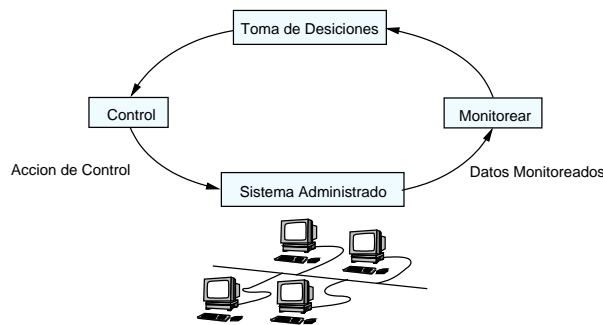 Toma de Desiciones
Control
Monitorear
Accion de Control
Datos Monitoreados
Sistema Administrado